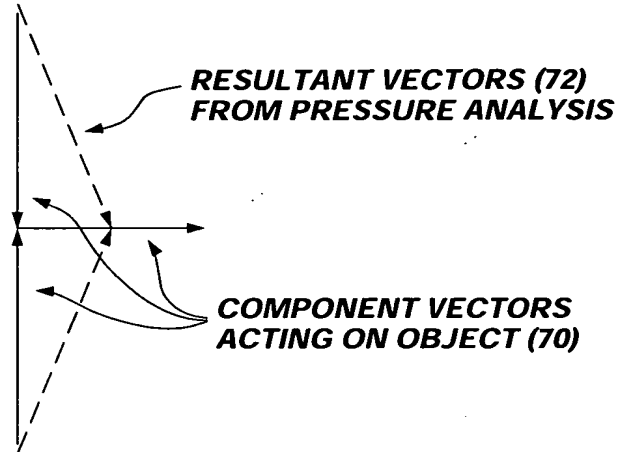 RESULTANT VECTORS (72)
FROM PRESSURE ANALYSIS
COMPONENT VECTORS
ACTING ON OBJECT (70)